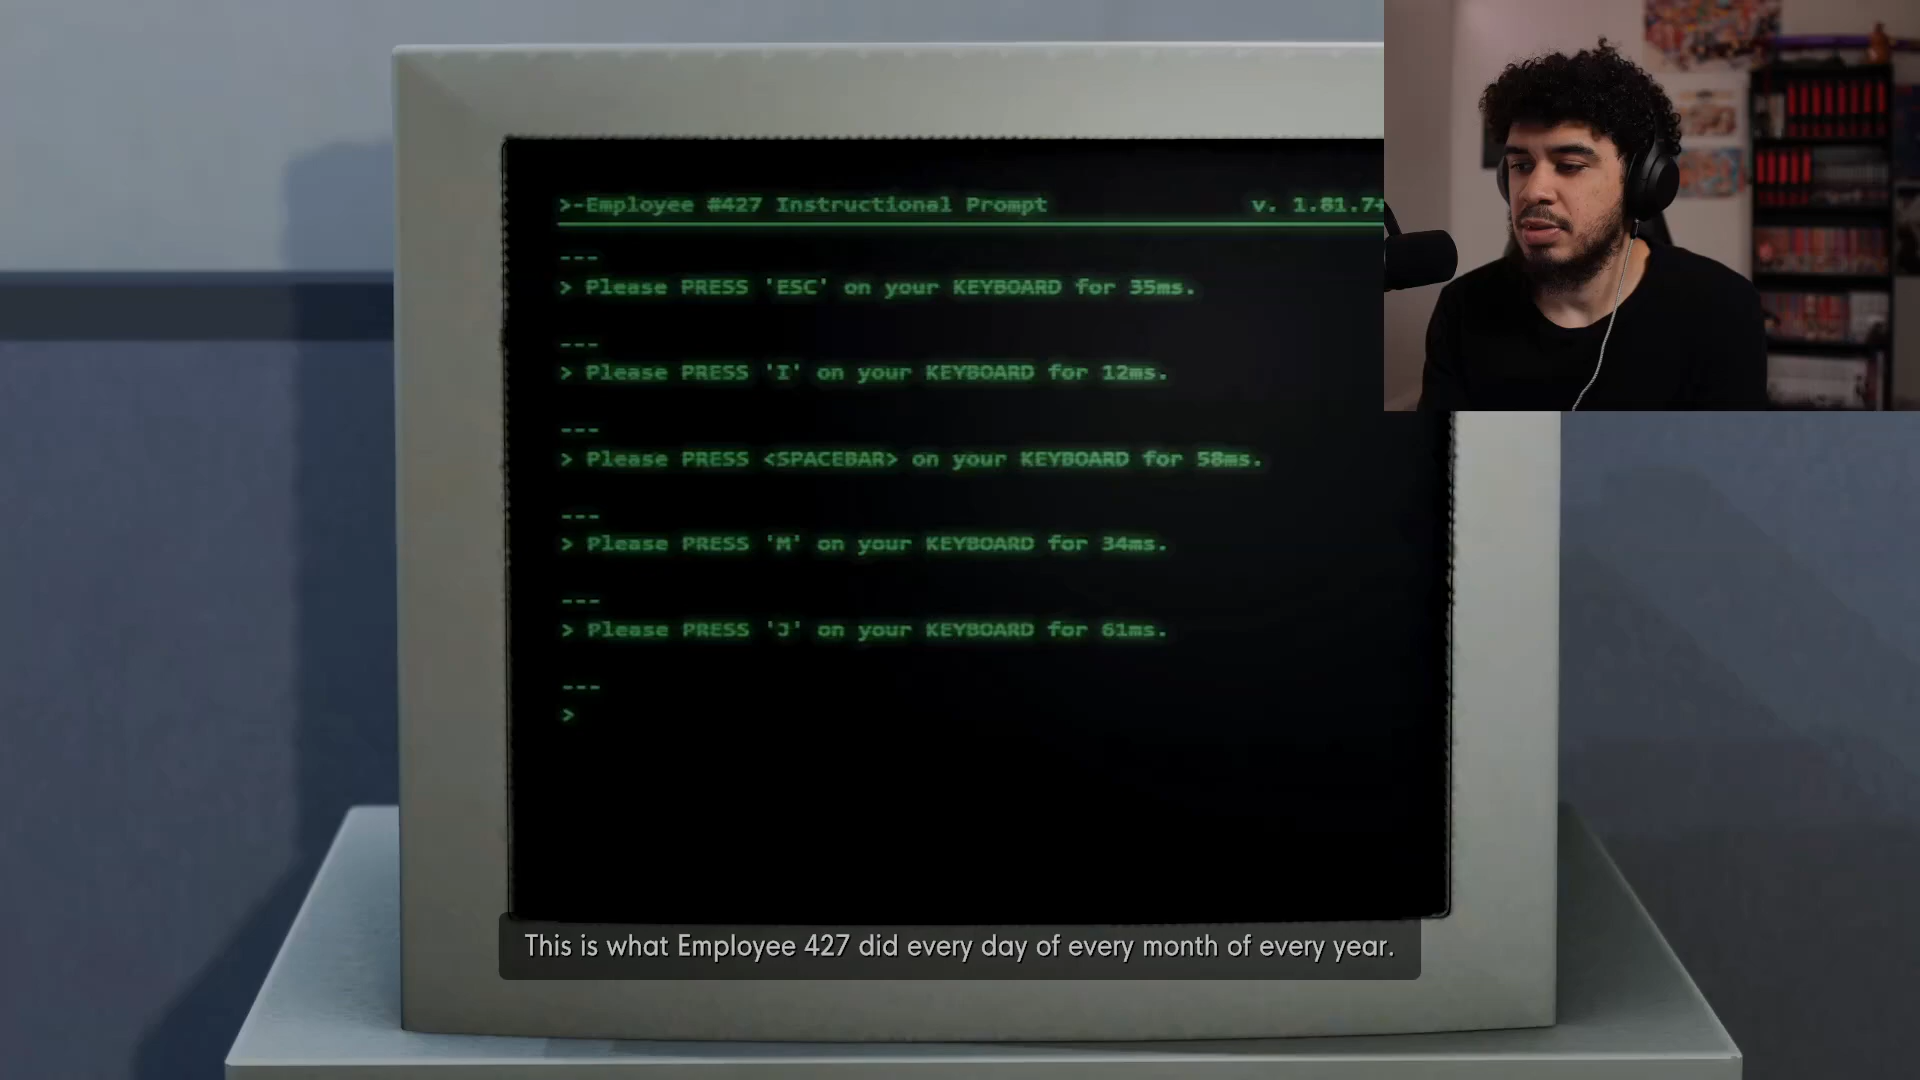 >-Employee #427 Instructional Prompt v. 1.81.7
---
> Please PRESS 'ESC' on your KEYBOARD for 35ms.
---
> Please PRESS 'I' on your KEYBOARD for 12ms.
---
> Please PRESS <SPACEBAR> on your KEYBOARD for 58ms.
---
> Please PRESS 'M' on your KEYBOARD for 34ms.
---
> Please PRESS 'J' on your KEYBOARD for 61ms.
---
>
This is what Employee 427 did every day of every month of every year.